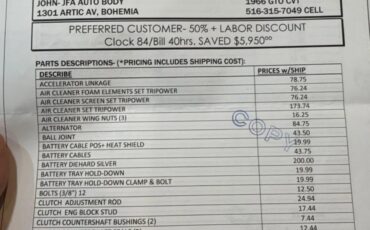 JOHN- JFA AUTO BODY 1966 GTO CVT
1301 ARTIC AV, BOHEMIA 516-315-7049 CELL
PREFERRED CUSTOMER- 50% + LABOR DISCOUNT
Clock 84/Bill 40hrs. SAVED $5,950⁰⁰
PARTS DESCRIPTIONS- (*PRICING INCLUDES SHIPPING COST):
DESCRIBE PRICES w/SHIP
ACCELERATOR LINKAGE 78.75
AIR CLEANER FOAM ELEMENTS SET TRIPOWER 76.24
AIR CLEANER SCREEN SET TRIPOWER 76.24
AIR CLEANER SET TRIPOWER 173.74
AIR CLEANER WING NUTS (3) 16.25
ALTERNATOR 84.75
BALL JOINT 43.50
BATTERY CABLE POS+ HEAT SHIELD 19.99
BATTERY CABLES 43.75
BATTERY DIEHARD SILVER 200.00
BATTERY TRAY HOLD-DOWN 19.99
BATTERY TRAY HOLD-DOWN CLAMP & BOLT 19.99
BOLTS (3/8") 12 12.50
CLUTCH ADJUSTMENT ROD 24.94
CLUTCH ENG BLOCK STUD 17.44
CLUTCH COUNTERSHAFT BUSHINGS (2) 7.44
COPY